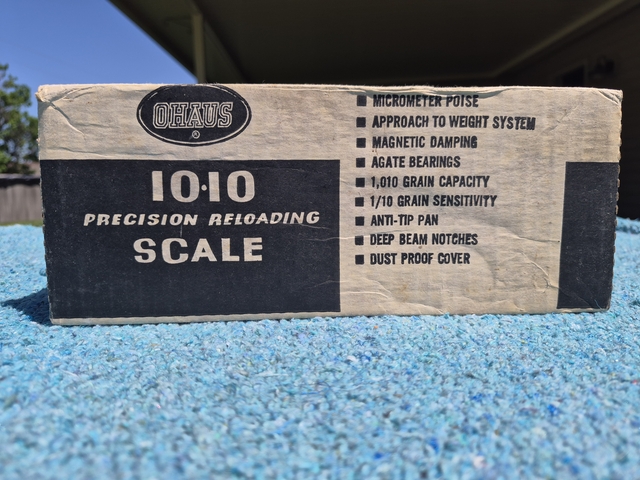 OHAUS
®
10·10
PRECISION RELOADING
SCALE
■ MICROMETER POISE
■ APPROACH TO WEIGHT SYSTEM
■ MAGNETIC DAMPING
■ AGATE BEARINGS
■ 1,010 GRAIN CAPACITY
■ 1/10 GRAIN SENSITIVITY
■ ANTI-TIP PAN
■ DEEP BEAM NOTCHES
■ DUST PROOF COVER